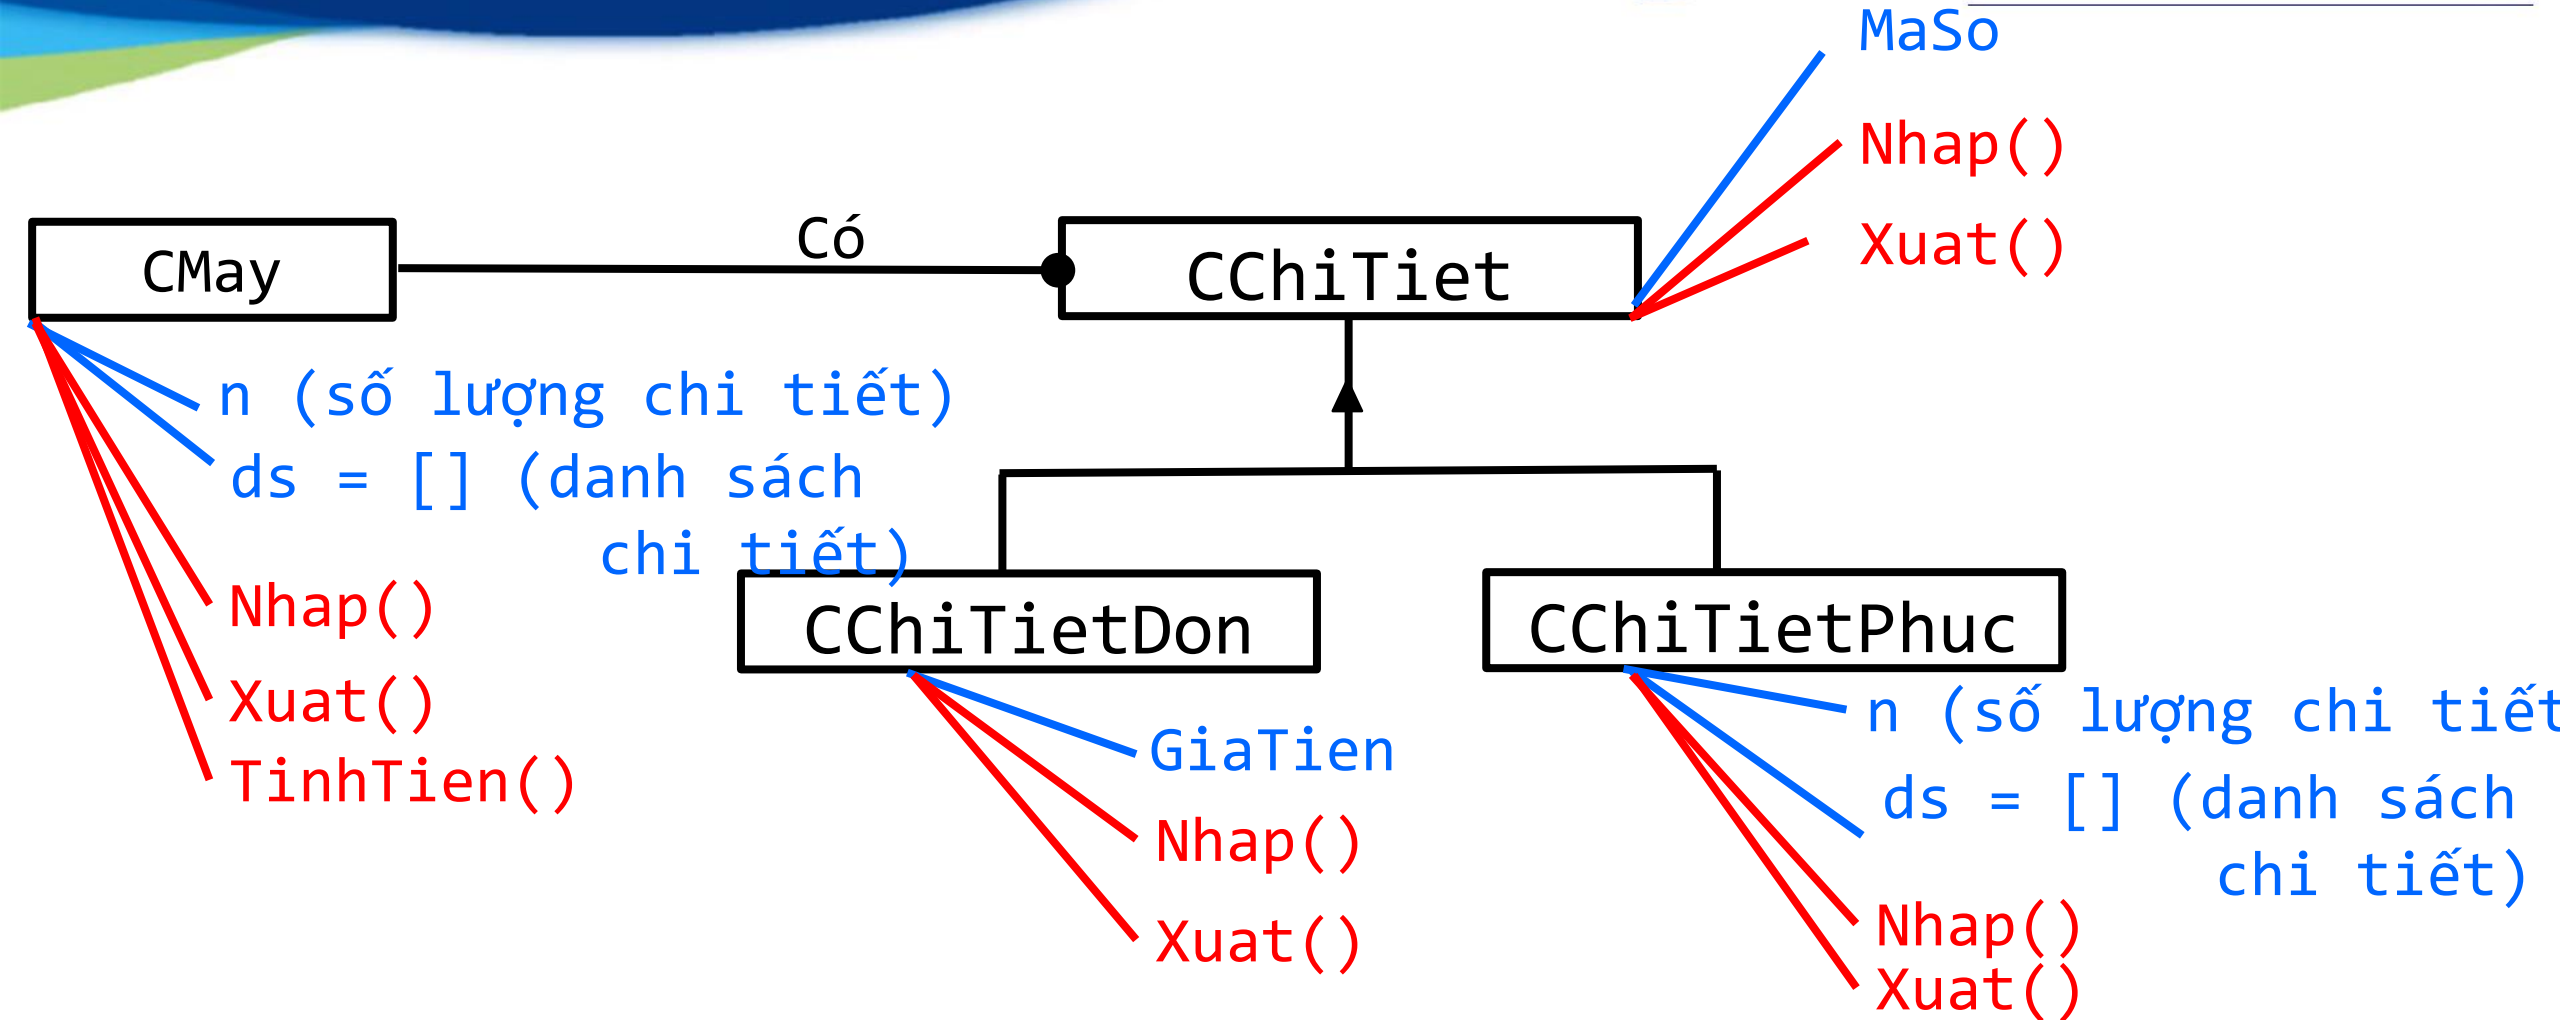 MaSo
Nhap()
Xuat()
Có
CMay
CChiTiet
n (số lượng chi tiết)
ds = [] (danh sách
chi tiết)
Nhap()
Xuat()
TinhTien()
CChiTietDon
GiaTien
Nhap()
Xuat()
CChiTietPhuc
n (số lượng chi tiết
ds = [] (danh sách
chi tiết)
Nhap()
Xuat()